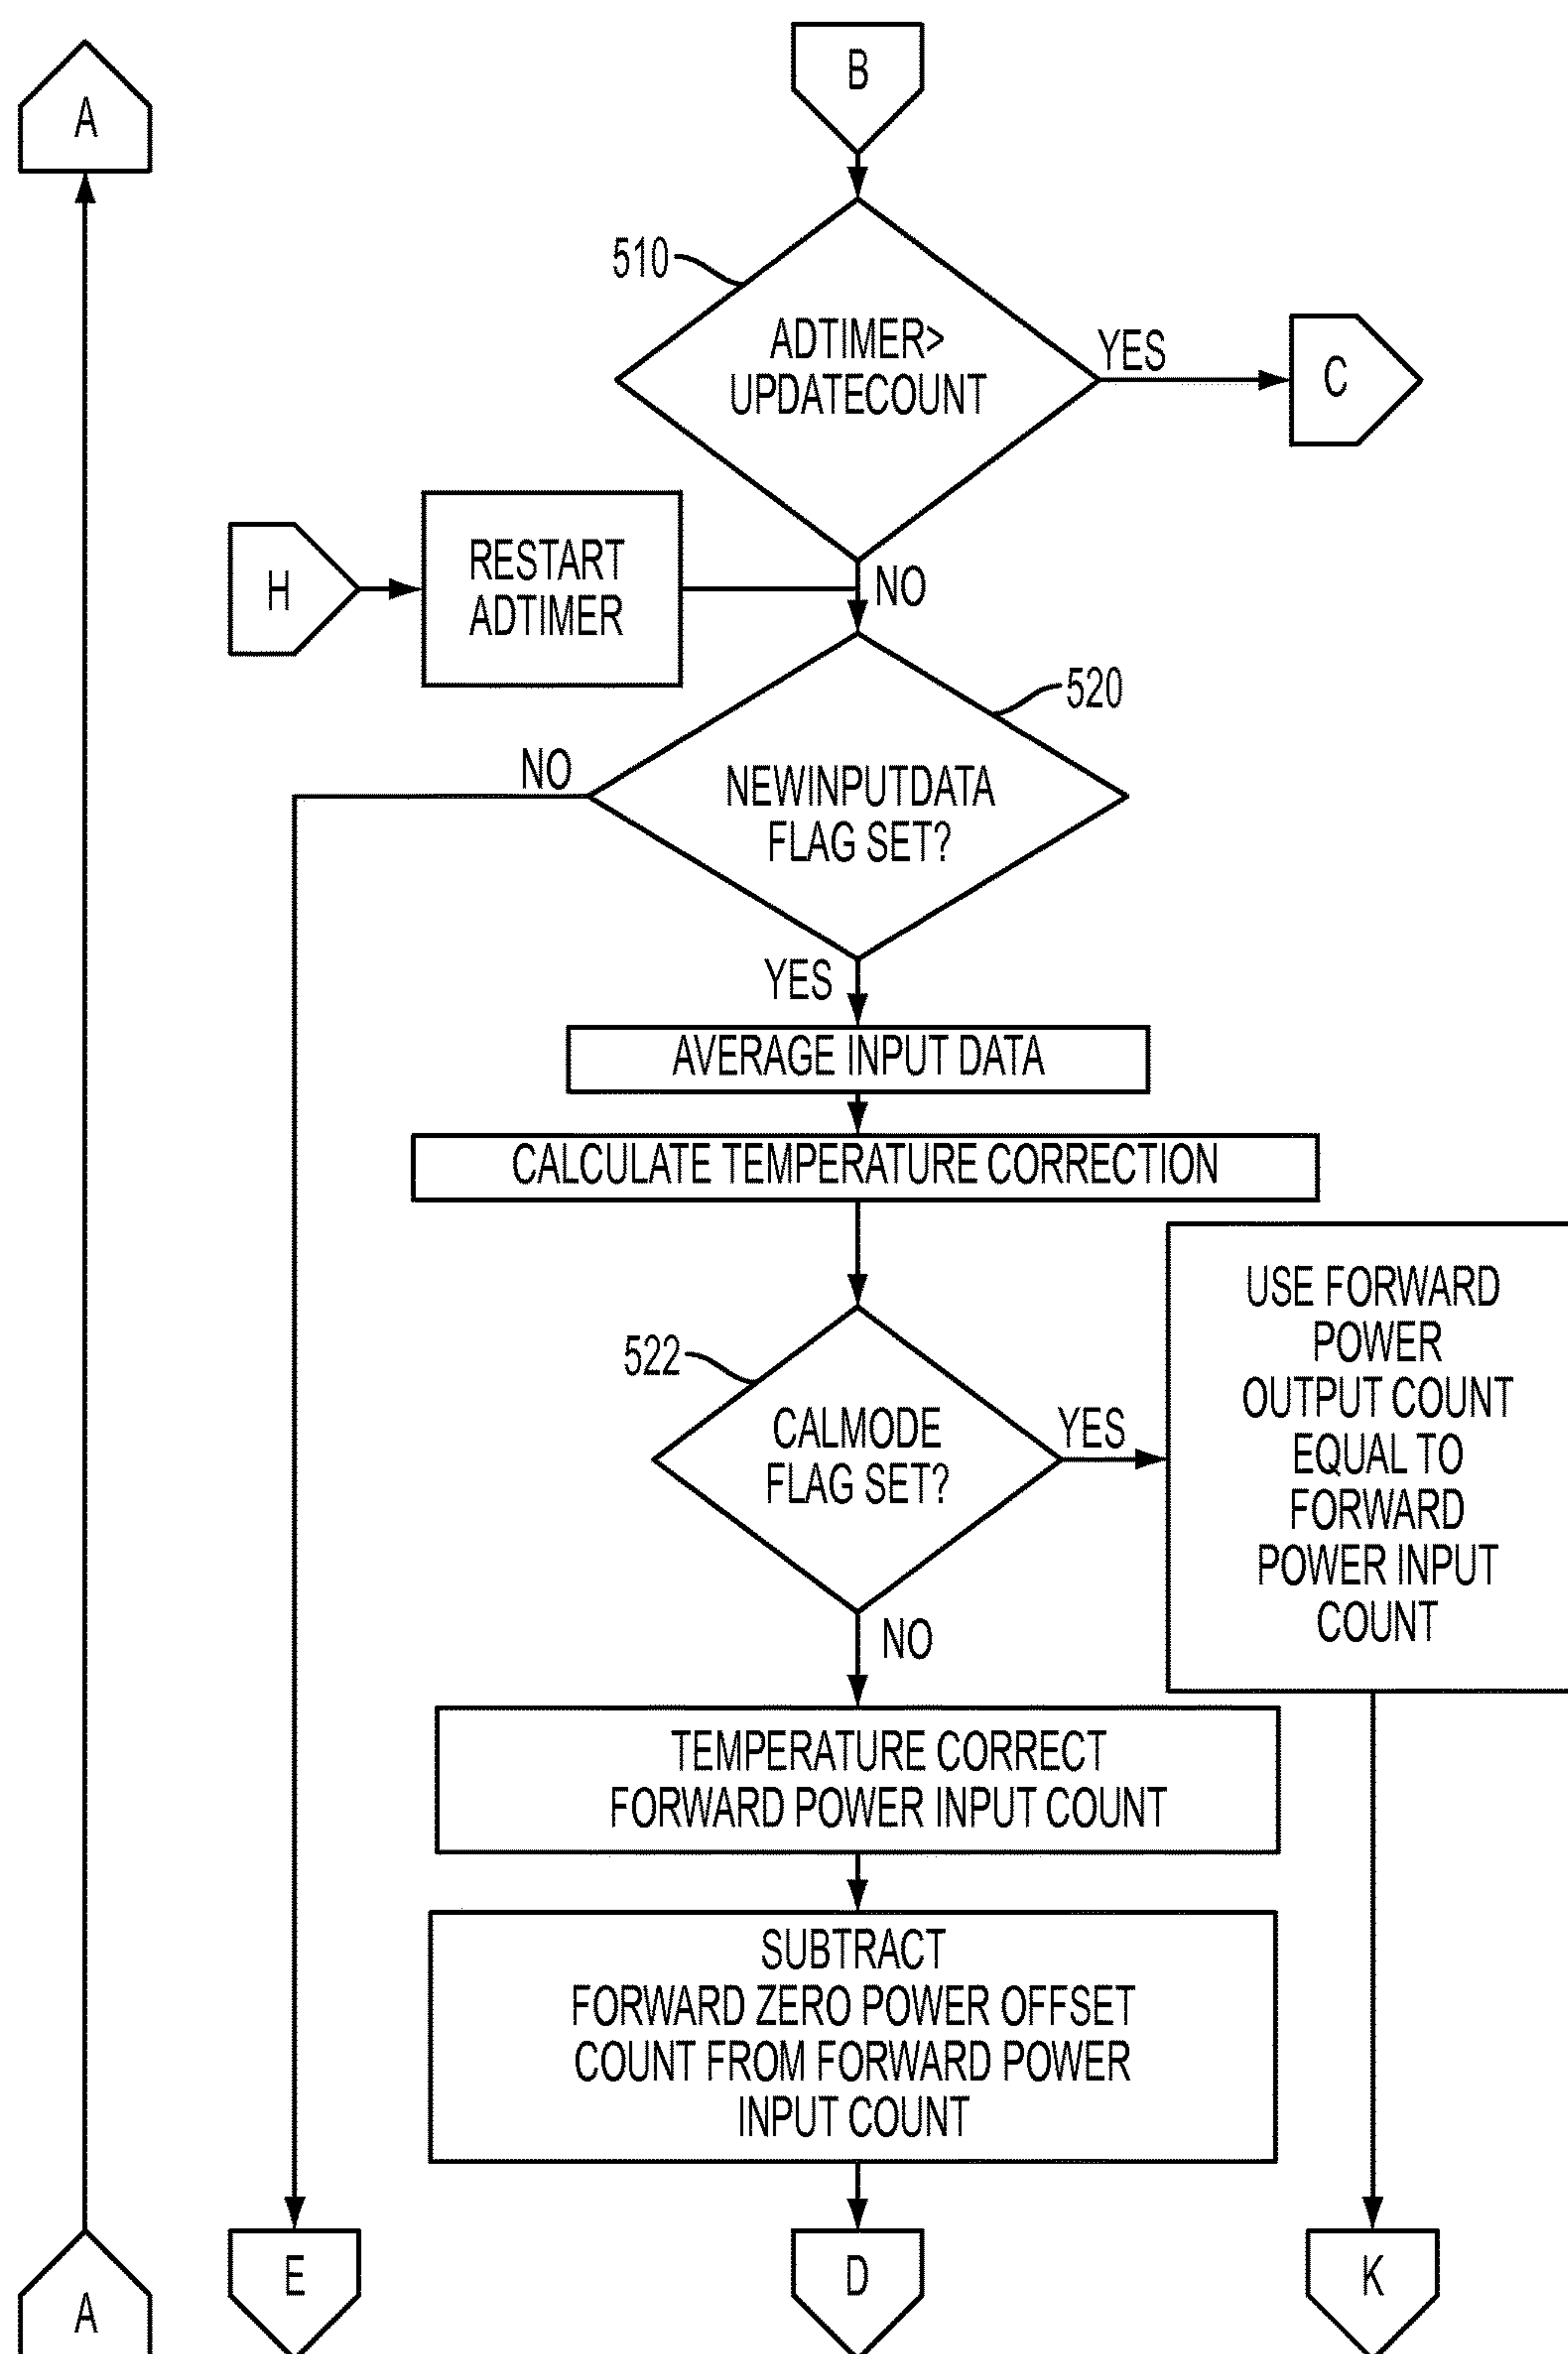 A
B
510
ADTIMER>
UPDATECOUNT
YES
C
H
RESTART
ADTIMER
NO
520
NO
NEWINPUTDATA
FLAG SET?
YES
AVERAGE INPUT DATA
CALCULATE TEMPERATURE CORRECTION
522
CALMODE
FLAG SET?
YES
USE FORWARD
POWER
OUTPUT COUNT
EQUAL TO
FORWARD
POWER INPUT
COUNT
NO
TEMPERATURE CORRECT
FORWARD POWER INPUT COUNT
SUBTRACT
FORWARD ZERO POWER OFFSET
COUNT FROM FORWARD POWER
INPUT COUNT
A
E
D
K